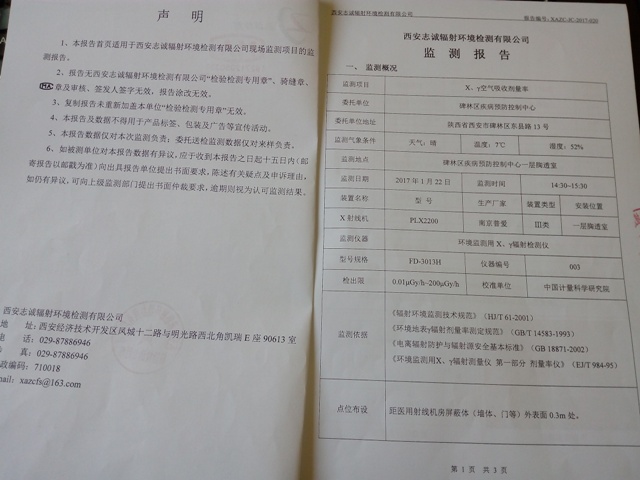 声 明
1、本报告首页适用于西安志诚辐射环境检测有限公司现场监测项目的监
测报告。
2、报告无西安志诚辐射环境检测有限公司“检验检测专用章”、骑缝章、
MA章及审核、签发人签字无效，报告涂改无效。
3、复制报告未重新加盖本单位“检验检测专用章”无效。
4、本报告及数据不得用于产品标签、包装及广告等宣传活动。
5、本报告数据仅对本次监测负责；委托送检监测数据仅对来样负责。
6、如被测单位对本报告数据有异议，应于收到本报告之日起十五日内（邮
寄报告以邮戳为准）向出具报告单位提出书面要求，陈述有关疑点及申诉理由，
如仍有异议，可向上级监测部门提出书面仲裁要求，逾期则视为认可监测结果。
西安志诚辐射环境检测有限公司
地 址：西安经济技术开发区凤城十二路与明光路西北角凯瑞 E 座 90613 室
电 话：029-87886946
真：029-87886946
政编码：710018
mail：xazcfs@163.com
西安志诚辐射环境检测有限公司 报告编号：XAZC-JC-2017-020
西安志诚辐射环境检测有限公司
监 测 报 告
一、 监测概况
监测项目 X、γ空气吸收剂量率
委托单位 碑林区疾病预防控制中心
委托单位地址 陕西省西安市碑林区东县路 13 号
监测气象条件 天气：晴 温度：7℃ 湿度：52%
监测地点 碑林区疾病预防控制中心一层胸透室
监测日期 2017 年 1 月 22 日 监测时间 14:30~15:30
装置名称 型 号 生产厂家 装置类型 安装位置
X 射线机 PLX2200 南京普爱 III类 一层胸透室
监测仪器 环境监测用 X、γ辐射检测仪
型号规格 FD-3013H 仪器编号 003
检出限 0.01μGy/h~200μGy/h 校准单位 中国计量科学研究院
监测依据
《辐射环境监测技术规范》（HJ/T 61-2001）
《环境地表γ辐射剂量率测定规范》（GB/T 14583-1993）
《电离辐射防护与辐射源安全基本标准》（GB 18871-2002）
《环境监测用X、γ辐射测量仪 第一部分 剂量率仪》（EJ/T 984-95）
点位布设 距医用射线机房屏蔽体（墙体、门等）外表面 0.3m 处。
第 1 页 共 3 页